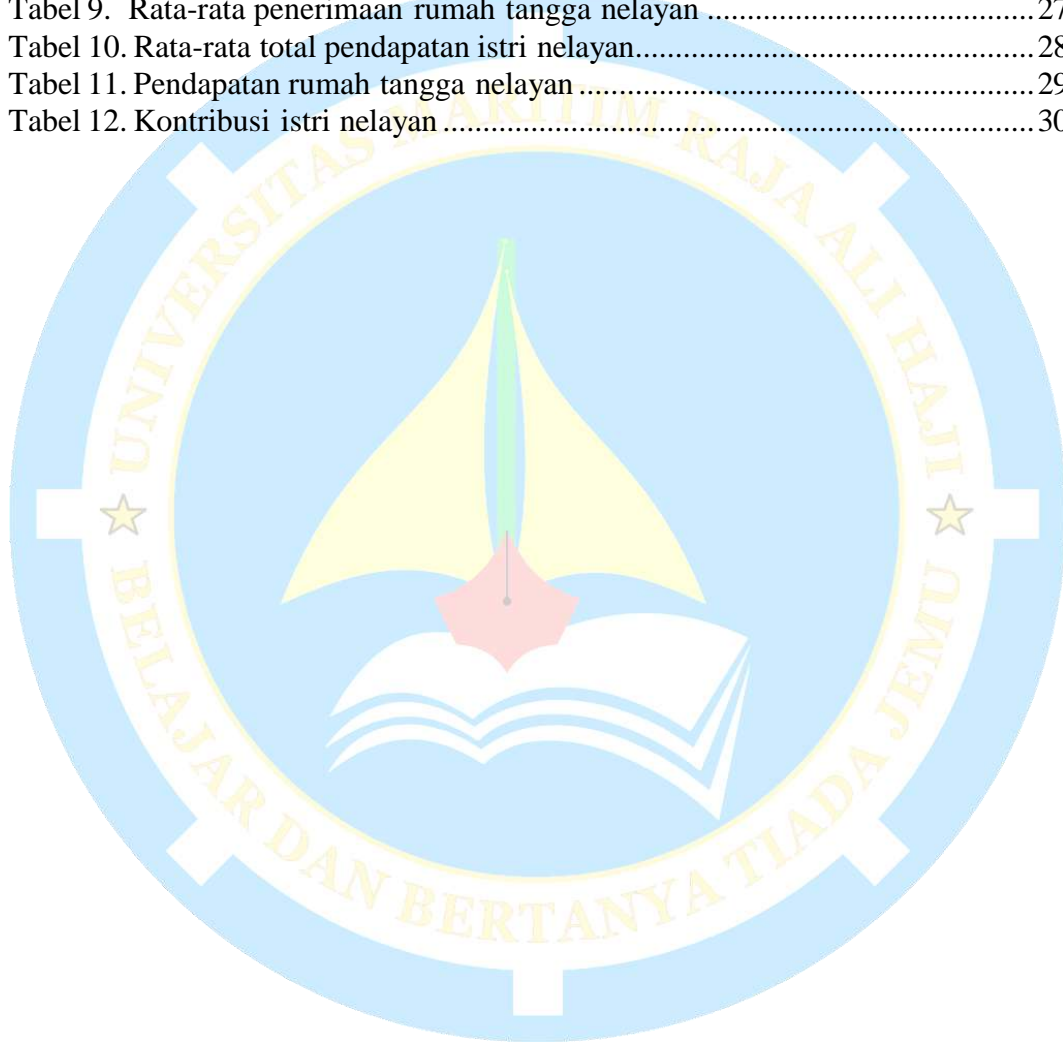 Tabel 9. Rata-rata penerimaan rumah tangga nelayan ............................................ 27
Tabel 10. Rata-rata total pendapatan istri nelayan..................................................... 28
Tabel 11. Pendapatan rumah tangga nelayan ............................................................. 29
Tabel 12. Kontribusi istri nelayan ............................................................................... 30
UNIVERSITAS MARITIM RAJA ALI HAJI
BELAJAR DAN BERTANYA TIADA JEMU